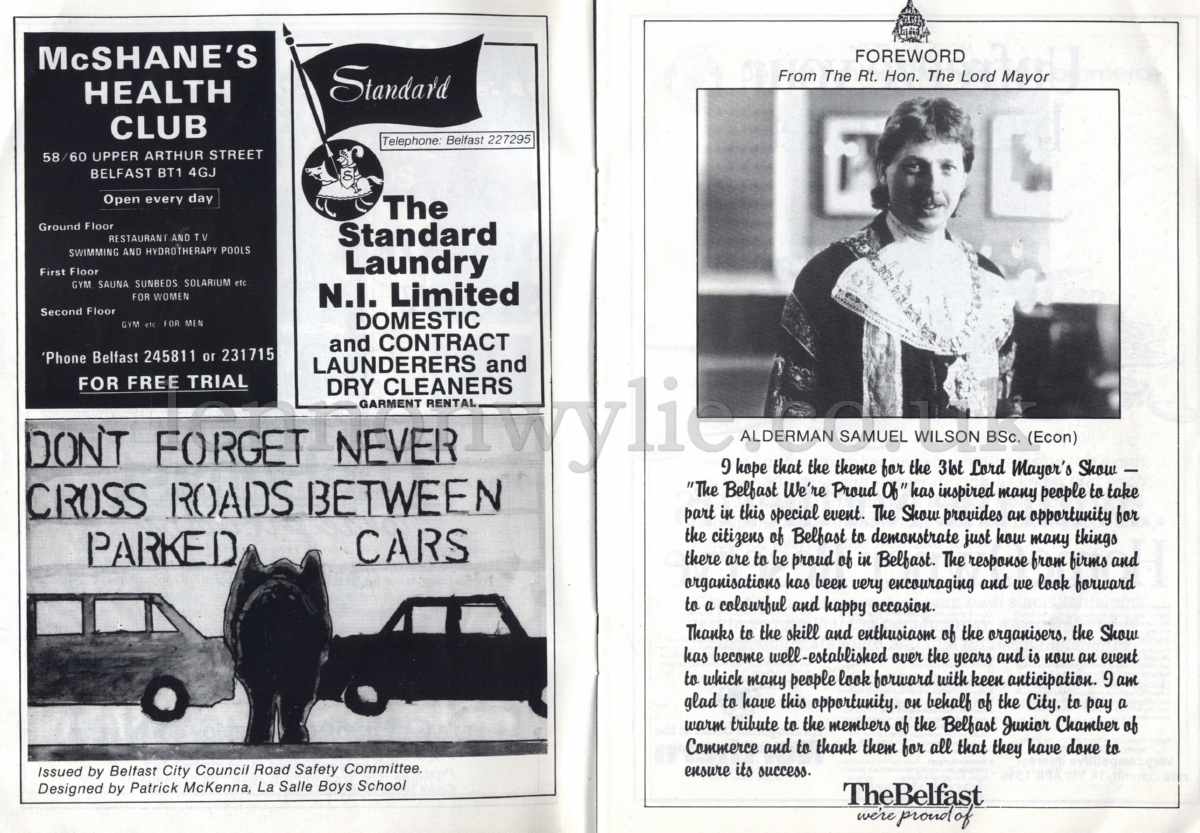 McSHANE'S
HEALTH
CLUB
58/60 UPPER ARTHUR STREET
BELFAST BT1 4GJ
Open every day
Ground Floor
RESTAURANT AND T V
SWIMMING AND HYDROTHERAPY POOLS
First Floor
GYM, SAUNA, SUNBEDS, SOLARIUM etc
FOR WOMEN
Second Floor
GYM etc FOR MEN
'Phone Belfast 245811 or 231715
FOR FREE TRIAL
Standard
Telephone: Belfast 227295
S
The
Standard
Laundry
N.I. Limited
DOMESTIC
and CONTRACT
LAUNDERERS and
DRY CLEANERS
GARMENT RENTAL
DON'T FORGET NEVER
CROSS ROADS BETWEEN
PARKED CARS
Issued by Belfast City Council Road Safety Committee.
Designed by Patrick McKenna, La Salle Boys School
FOREWORD
From The Rt. Hon. The Lord Mayor
ALDERMAN SAMUEL WILSON BSc. (Econ)
I hope that the theme for the 31st Lord Mayor's Show —
"The Belfast We're Proud Of" has inspired many people to take
part in this special event. The Show provides an opportunity for
the citizens of Belfast to demonstrate just how many things
there are to be proud of in Belfast. The response from firms and
organisations has been very encouraging and we look forward
to a colourful and happy occasion.
Thanks to the skill and enthusiasm of the organisers, the Show
has become well-established over the years and is now an event
to which many people look forward with keen anticipation. I am
glad to have this opportunity, on behalf of the City, to pay a
warm tribute to the members of the Belfast Junior Chamber of
Commerce and to thank them for all that they have done to
ensure its success.
The Belfast
we're proud of
lennonwylie.co.uk